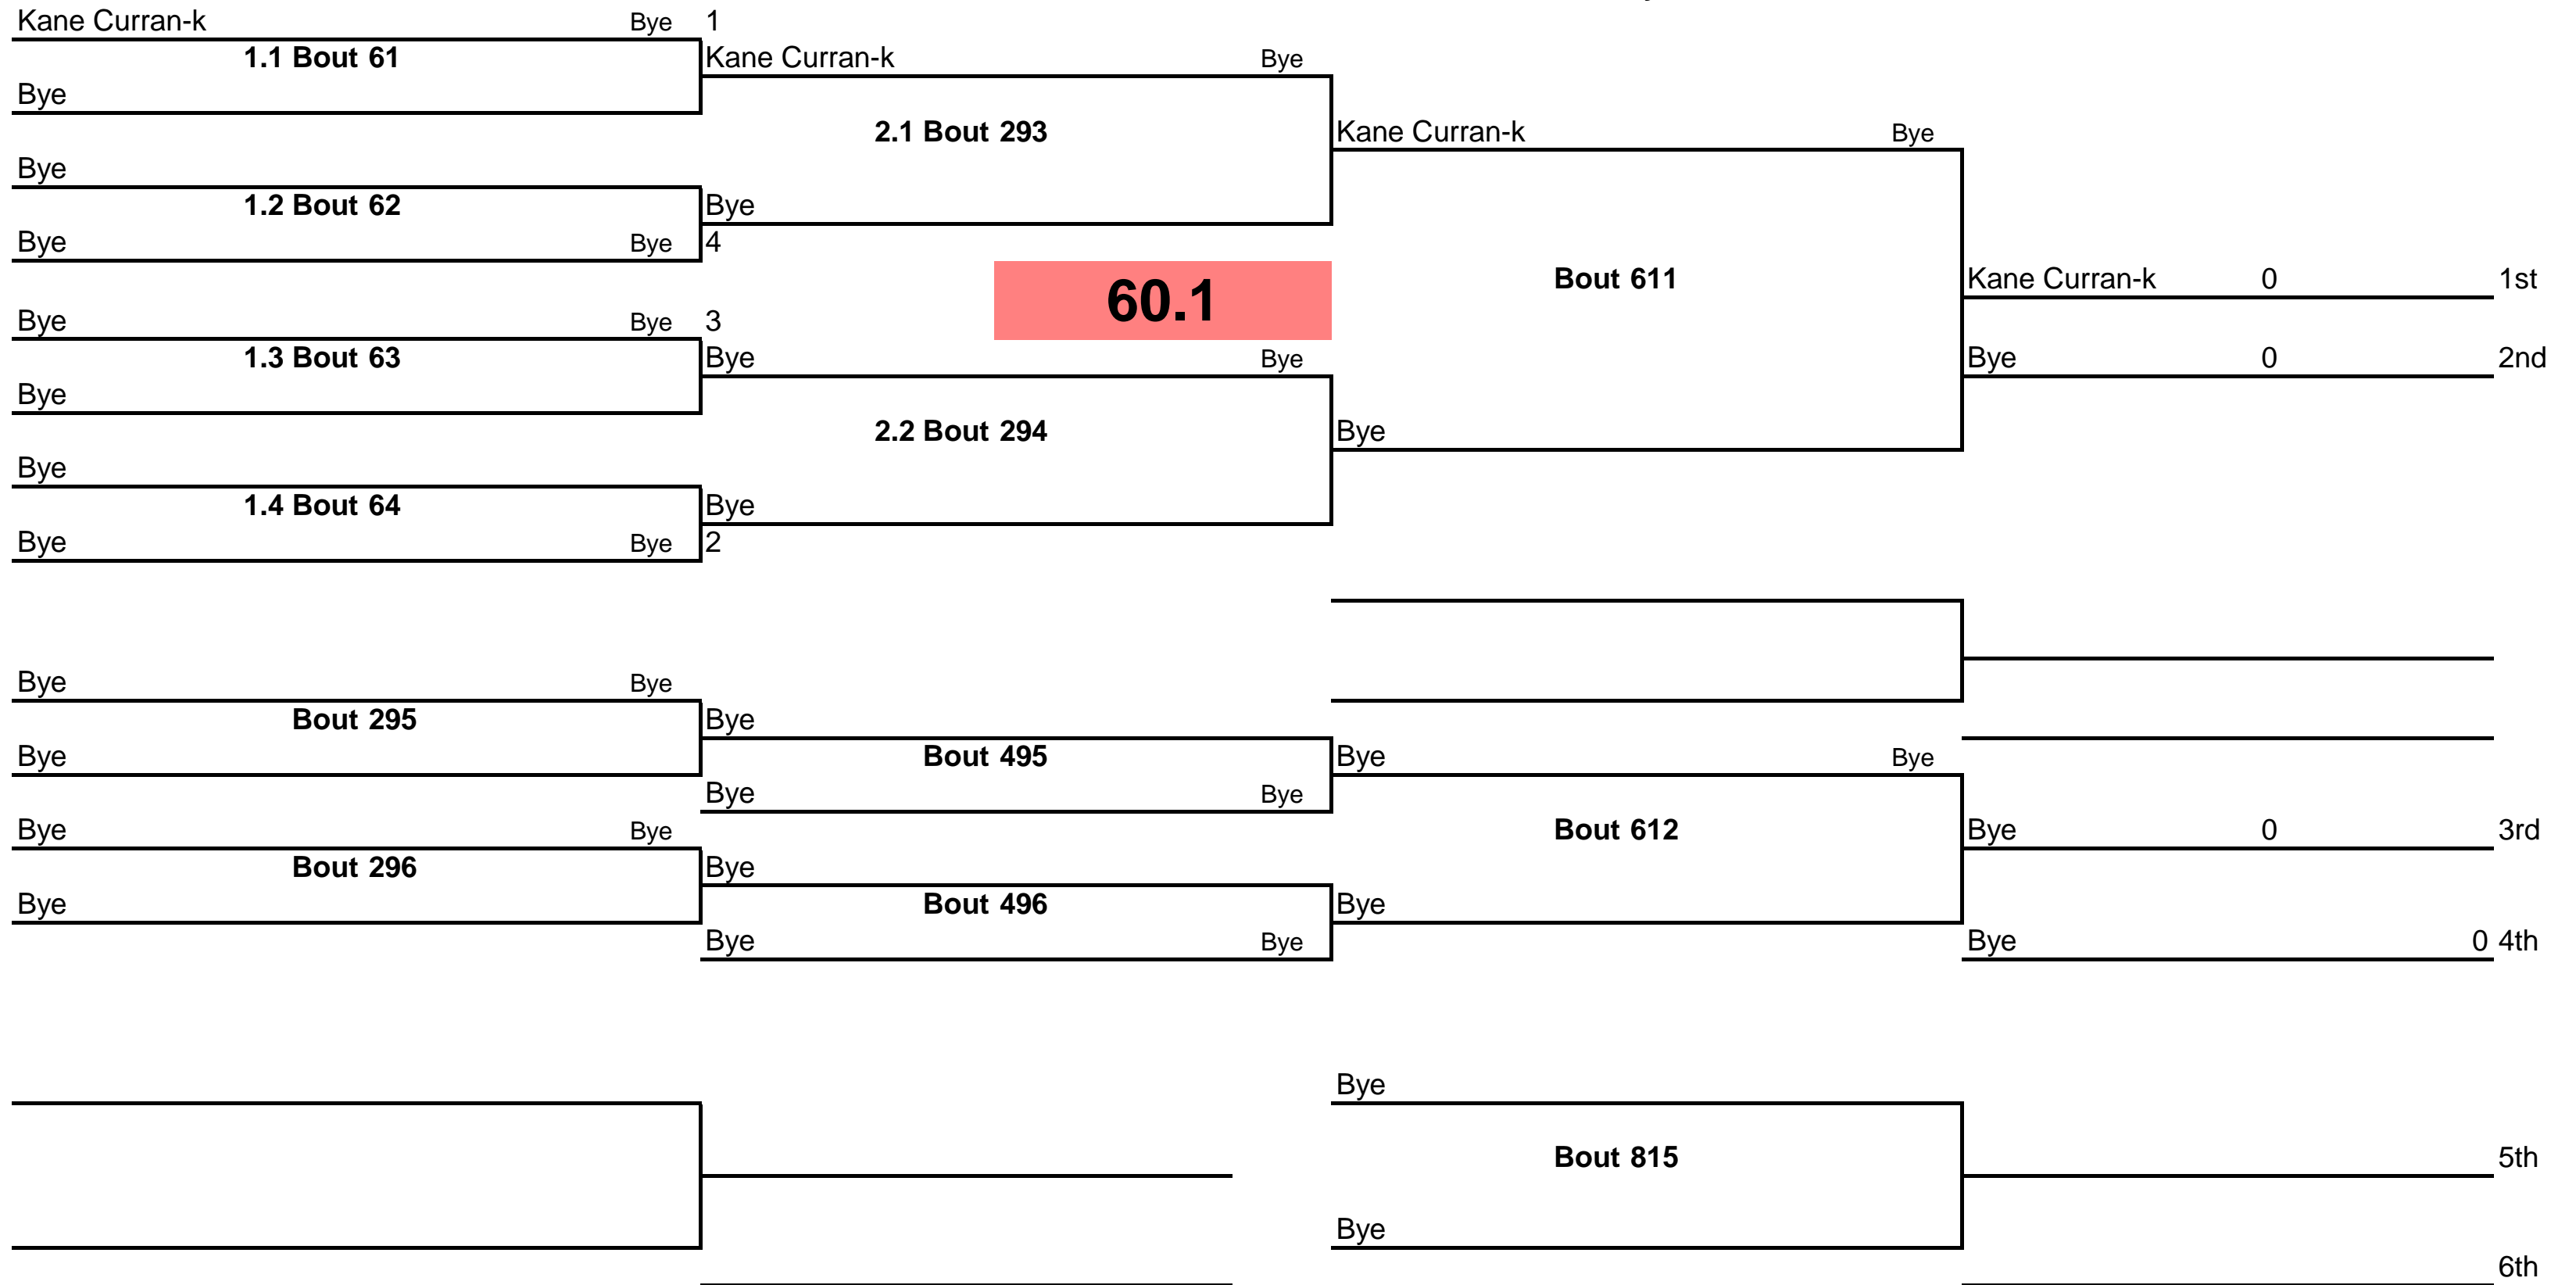 Kane Curran-k Bye 1
1.1 Bout 61 Kane Curran-k Bye
Bye
2.1 Bout 293 Kane Curran-k Bye
Bye
1.2 Bout 62 Bye
Bye Bye 4
60.1 Bout 611 Kane Curran-k 0 1st
Bye Bye 3
1.3 Bout 63 Bye Bye Bye 0 2nd
Bye
2.2 Bout 294 Bye
Bye
1.4 Bout 64 Bye
Bye Bye 2
Bye Bye
Bout 295 Bye
Bye Bout 495 Bye Bye
Bye Bye
Bye Bye Bout 612 Bye 0 3rd
Bout 296 Bye
Bye Bout 496 Bye
Bye Bye Bye 0 4th
Bye
Bout 815 5th
Bye
6th